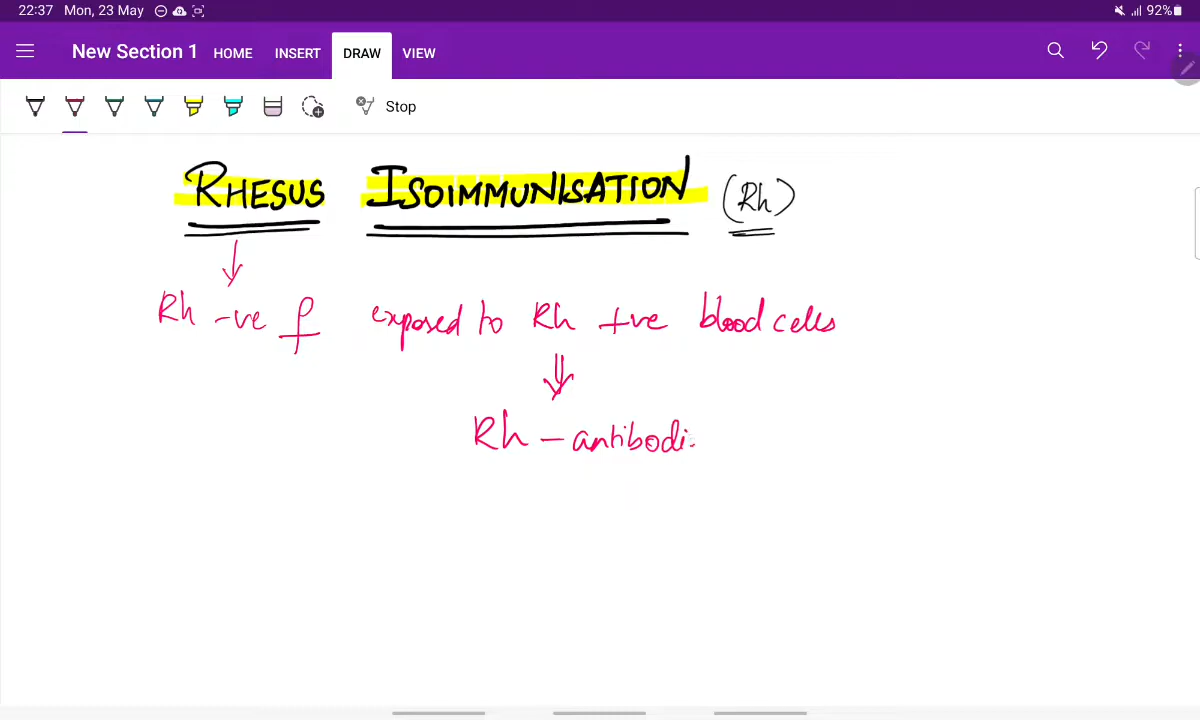 22:37 Mon, 23 May 92%
New Section 1 HOME INSERT DRAW VIEW
Stop
RHESUS ISOIMMUNISATION (Rh)
Rh -ve f exposed to Rh +ve blood cells
Rh - antibodi